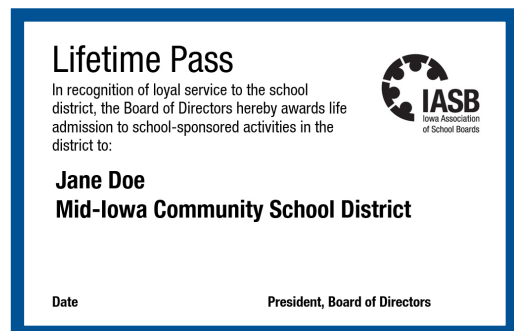 Lifetime Pass
In recognition of loyal service to the school
district, the Board of Directors hereby awards life
admission to school-sponsored activities in the
district to:
IASB
Iowa Association
of School Boards
Jane Doe
Mid-Iowa Community School District
Date
President, Board of Directors